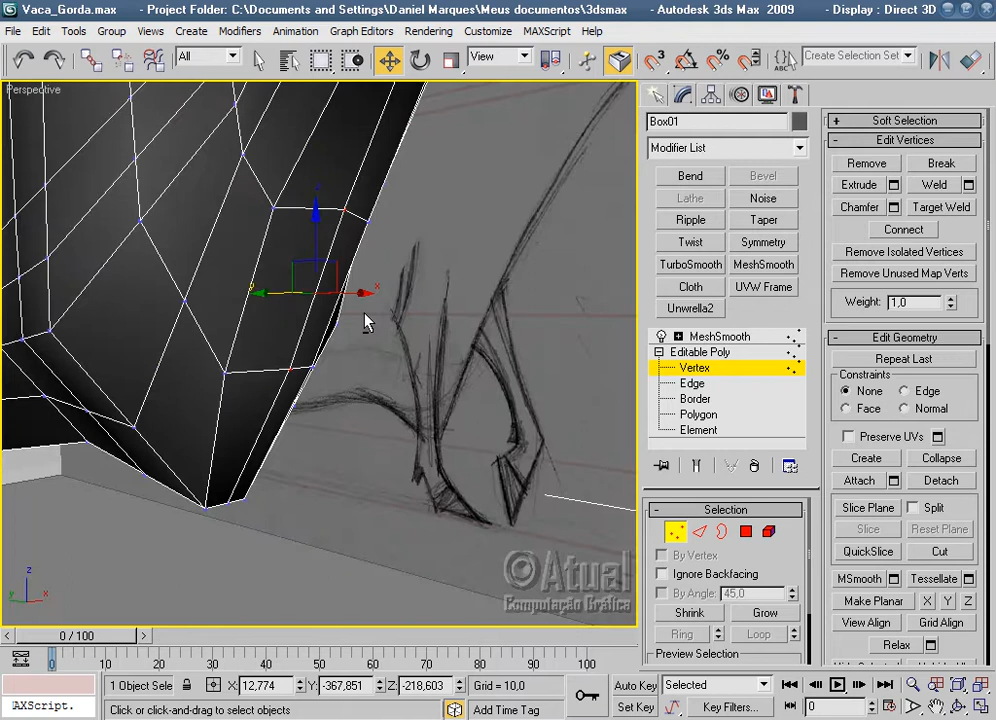 Vaca_Gorda.max - Project Folder: C:\Documents and Settings\Daniel Marques\Meus documentos\3dsmax - Autodesk 3ds Max 2009 - Display : Direct 3D
File Edit Tools Group Views Create Modifiers Animation Graph Editors Rendering Customize MAXScript Help
All View Create Selection Set
Perspective
x
Box01
Modifier List
Bend Bevel
Lathe Noise
Ripple Taper
Twist Symmetry
TurboSmooth MeshSmooth
Cloth UVW Frame
Unwrella2
MeshSmooth
Editable Poly
Vertex
Edge
Border
Polygon
Element
Selection
By Vertex
Ignore Backfacing
By Angle: 45,0
Shrink Grow
Ring Loop
Preview Selection
Soft Selection
Edit Vertices
Remove Break
Extrude Weld
Chamfer Target Weld
Connect
Remove Isolated Vertices
Remove Unused Map Verts
Weight: 1,0
Edit Geometry
Repeat Last
Constraints
None Edge
Face Normal
Preserve UVs
Create Collapse
Attach Detach
Slice Plane Split
Slice Reset Plane
QuickSlice Cut
MSmooth Tessellate
Make Planar X Y Z
View Align Grid Align
Relax
©Atual
Computação Gráfica
z
y x
0 / 100
0 10 20 30 40 50 60 70 80 90 100
1 Object Sele X: 12,774 Y: -367,851 Z: -218,603 Grid = 10,0
Auto Key Selected
AXScript. Click or click-and-drag to select objects Add Time Tag
Set Key Key Filters... 0